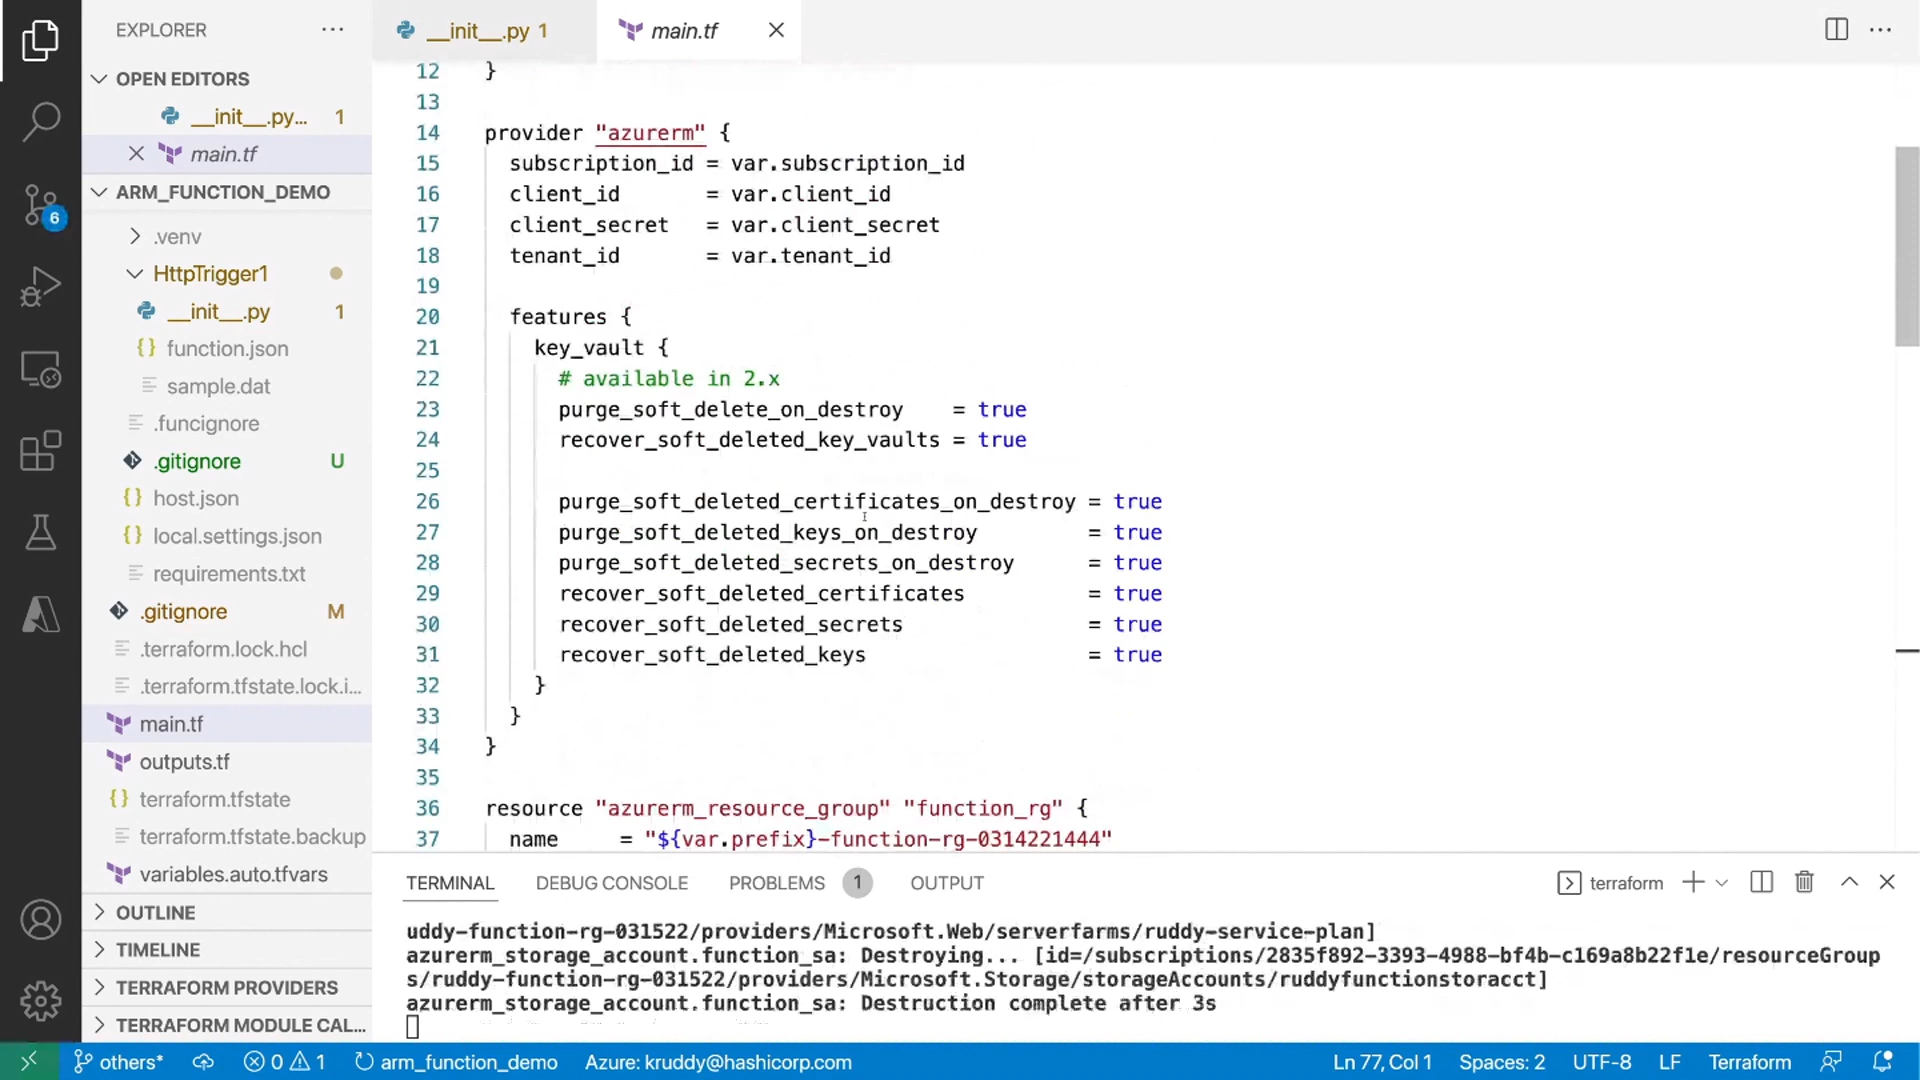 EXPLORER
OPEN EDITORS
__init__.py... 1
main.tf
ARM_FUNCTION_DEMO
.venv
HttpTrigger1
__init__.py 1
function.json
sample.dat
.funcignore
.gitignore U
host.json
local.settings.json
requirements.txt
.gitignore M
.terraform.lock.hcl
.terraform.tfstate.lock.i...
main.tf
outputs.tf
terraform.tfstate
terraform.tfstate.backup
variables.auto.tfvars
OUTLINE
TIMELINE
TERRAFORM PROVIDERS
TERRAFORM MODULE CAL...
6
__init__.py 1
main.tf
12 }
13
14 provider "azurerm" {
15 subscription_id = var.subscription_id
16 client_id = var.client_id
17 client_secret = var.client_secret
18 tenant_id = var.tenant_id
19
20 features {
21 key_vault {
22 # available in 2.x
23 purge_soft_delete_on_destroy = true
24 recover_soft_deleted_key_vaults = true
25
26 purge_soft_deleted_certificates_on_destroy = true
27 purge_soft_deleted_keys_on_destroy = true
28 purge_soft_deleted_secrets_on_destroy = true
29 recover_soft_deleted_certificates = true
30 recover_soft_deleted_secrets = true
31 recover_soft_deleted_keys = true
32 }
33 }
34 }
35
36 resource "azurerm_resource_group" "function_rg" {
37 name = "${var.prefix}-function-rg-0314221444"
TERMINAL DEBUG CONSOLE PROBLEMS 1 OUTPUT terraform
uddy-function-rg-031522/providers/Microsoft.Web/serverfarms/ruddy-service-plan]
azurerm_storage_account.function_sa: Destroying... [id=/subscriptions/2835f892-3393-4988-bf4b-c169a8b22f1e/resourceGroup
s/ruddy-function-rg-031522/providers/Microsoft.Storage/storageAccounts/ruddyfunctionstoracct]
azurerm_storage_account.function_sa: Destruction complete after 3s
others* 0 1 arm_function_demo Azure: kruddy@hashicorp.com Ln 77, Col 1 Spaces: 2 UTF-8 LF Terraform